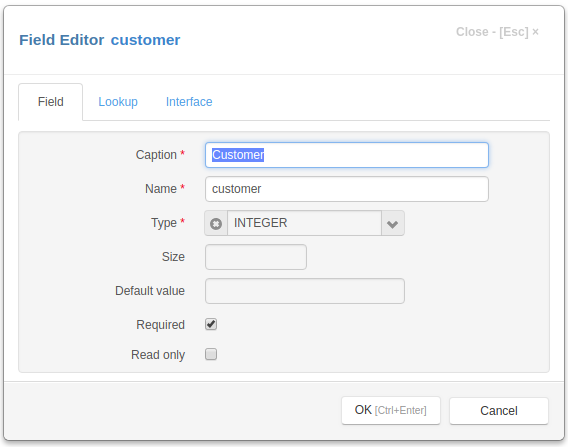 Field Editor customer
Close - [Esc] ×
Field Lookup Interface
Caption * Customer
Name * customer
Type * INTEGER
Size
Default value
Required
Read only
OK [Ctrl+Enter] Cancel